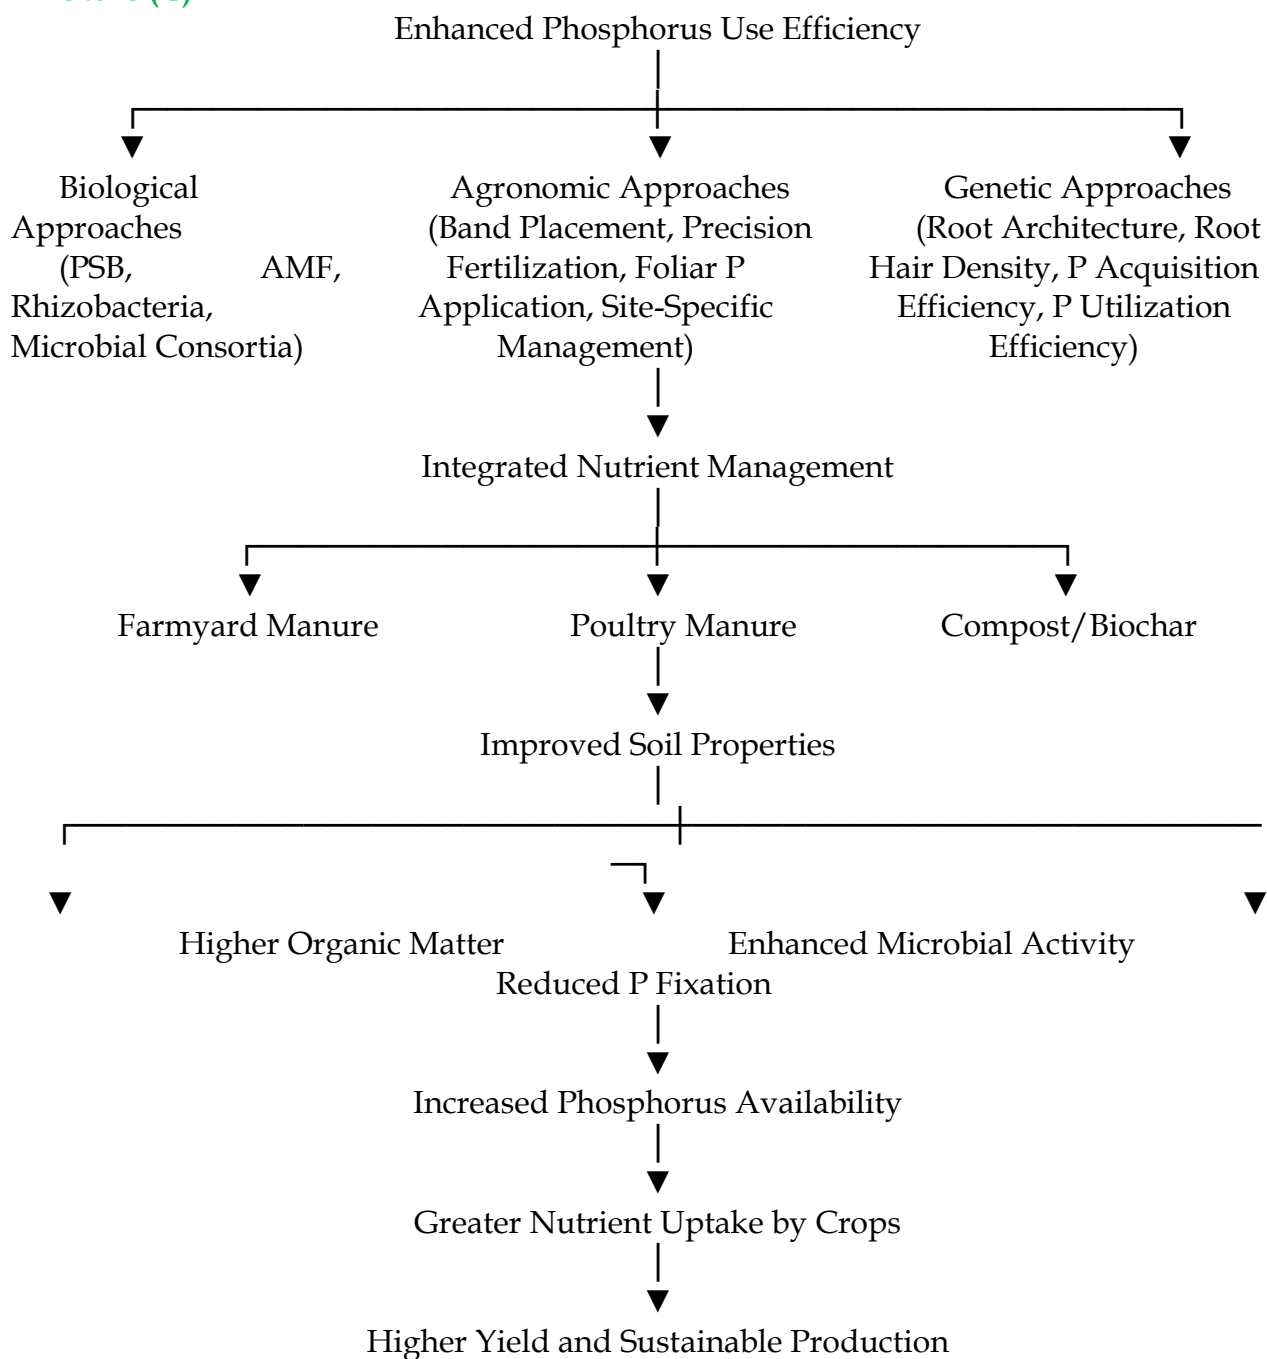 Enhanced Phosphorus Use Efficiency
Biological
Approaches
(PSB, AMF,
Rhizobacteria,
Microbial Consortia)
Agronomic Approaches
(Band Placement, Precision
Fertilization, Foliar P
Application, Site-Specific
Management)
Genetic Approaches
(Root Architecture, Root
Hair Density, P Acquisition
Efficiency, P Utilization
Efficiency)
Integrated Nutrient Management
Farmyard Manure
Poultry Manure
Compost/Biochar
Improved Soil Properties
Higher Organic Matter
Enhanced Microbial Activity
Reduced P Fixation
Increased Phosphorus Availability
Greater Nutrient Uptake by Crops
Higher Yield and Sustainable Production